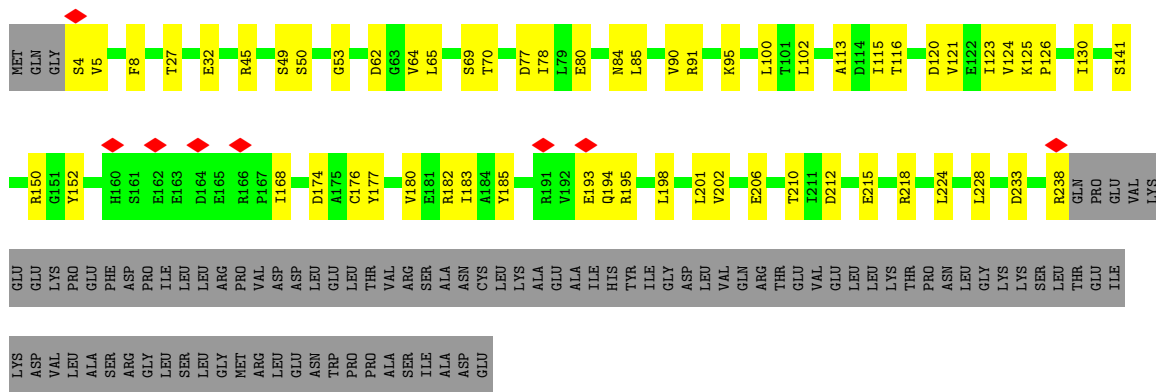 MET GLN GLY S4 V5 F8 T27 E32 R45 S49 S50 G53 D62 G63 V64 L65 S69 T70 D77 I78 L79 E80 N84 L85 V90 R91 K95 L100 T101 L102 A113 D114 I115 T116 D120 V121 E122 I123 V124 K125 P126 I130 S141
R150 G151 Y152 H160 S161 E162 E163 D164 E165 R166 P167 I168 D174 A175 C176 Y177 V180 E181 R182 I183 A184 Y185 R191 V192 E193 Q194 R195 L198 L201 V202 E206 T210 I211 D212 E215 R218 L224 L228 D233 R238 GLN PRO GLU VAL LYS
GLU GLU LYS PRO GLU PHE ASP PRO ILE LEU LEU ARG PRO VAL ASP ASP LEU GLU LEU THR VAL ARG SER ALA ASN CYS LEU LYS ALA GLU ALA ILE HIS TYR ILE GLY ASP LEU VAL GLN ARG THR GLU VAL GLU LEU LEU LYS THR PRO ASN LEU GLY LYS LYS SER LEU THR GLU ILE
LYS ASP VAL LEU ALA SER ARG GLY LEU SER LEU GLY MET ARG LEU GLU ASN TRP PRO PRO ALA SER ILE ALA ASP GLU